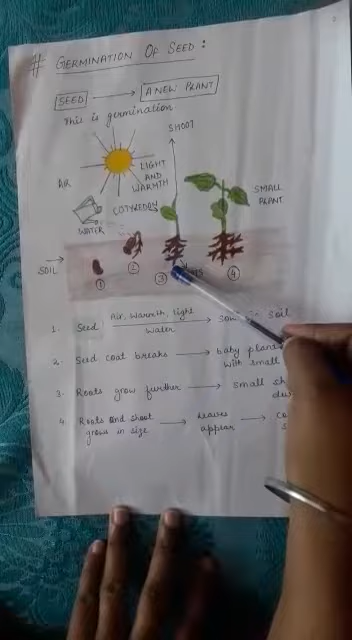 # GERMINATION OF SEED :
SEED → A NEW PLANT
This is germination
SHOOT
LIGHT AND WARMTH
AIR
COTYLEDON
SMALL PLANT
WATER
SOIL →
① ② ③ ④
1. Seed Air, Warmth, light Water → soil
2. Seed coat breaks → baby plant with small
3. Roots grow further → small
4. Roots and shoot grows in size → Leaves appear →